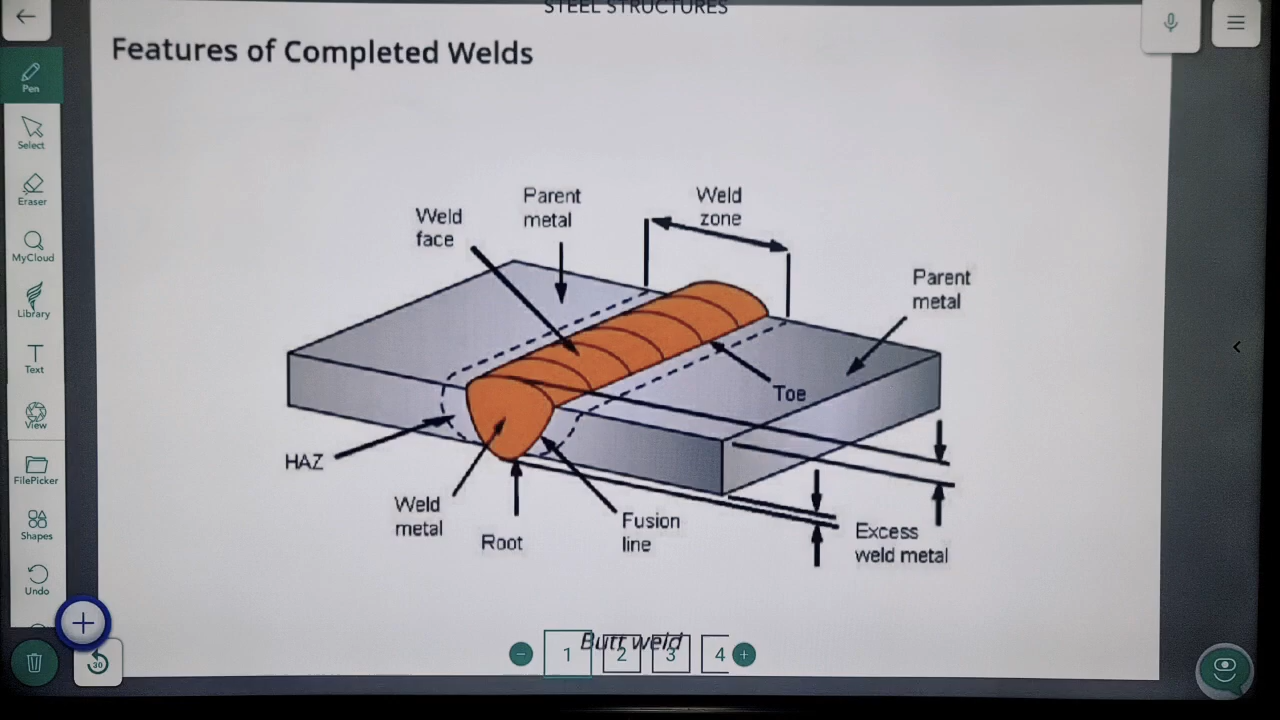 STEEL STRUCTURES
Features of Completed Welds
Pen
Select
Eraser
MyCloud
Library
Text
View
FilePicker
Shapes
Undo
30
Weld
face
Parent
metal
Weld
zone
Parent
metal
Toe
HAZ
Weld
metal
Root
Fusion
line
Excess
weld metal
Butt weld
1
2
3
4